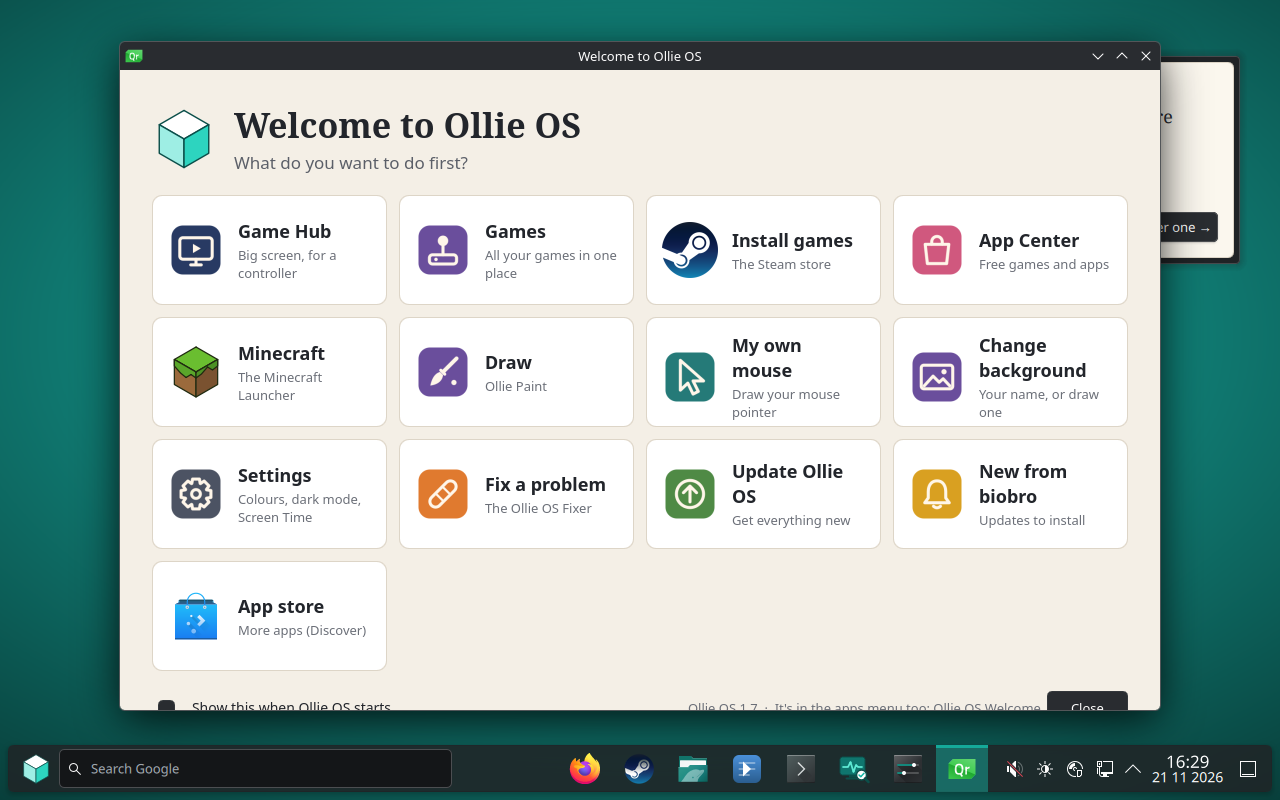 Welcome to Ollie OS
Welcome to Ollie OS
What do you want to do first?
Game Hub
Big screen, for a
controller
Games
All your games in one
place
Install games
The Steam store
App Center
Free games and apps
Minecraft
The Minecraft
Launcher
Draw
Ollie Paint
My own
mouse
Draw your mouse
pointer
Change
background
Your name, or draw
one
Settings
Colours, dark mode,
Screen Time
Fix a problem
The Ollie OS Fixer
Update Ollie
OS
Get everything new
New from
biobro
Updates to install
App store
More apps (Discover)
Show this when Ollie OS starts
Ollie OS 1.7 · It's in the apps menu too: Ollie OS Welcome
Close
one →
Search Google
Qr
16:29
21 11 2026